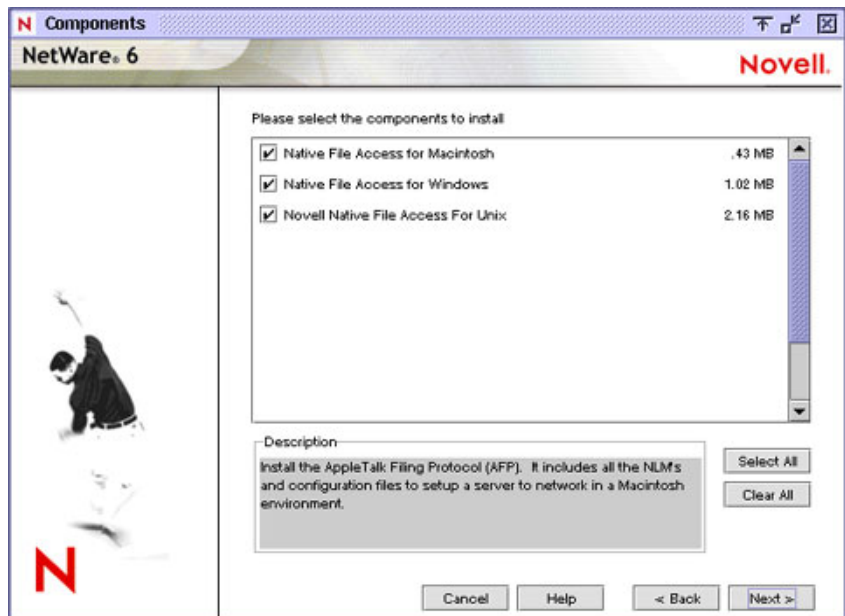 N Components
NetWare® 6
Novell.
Please select the components to install
Native File Access for Macintosh .43 MB
Native File Access for Windows 1.02 MB
Novell Native File Access For Unix 2.16 MB
Description
Install the AppleTalk Filing Protocol (AFP). It includes all the NLM's
and configuration files to setup a server to network in a Macintosh
environment.
Select All
Clear All
N
Cancel Help < Back Next >